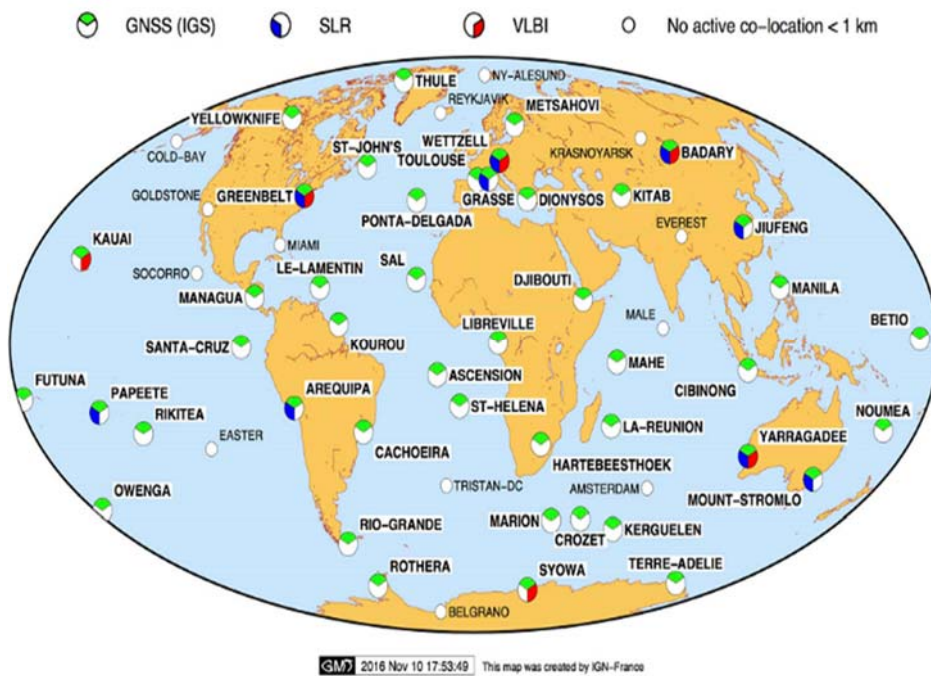 GNSS (IGS) SLR VLBI No active co-location < 1 km
THULE
NY-ALESUND
REYKJAVIK
METSAHOVI
YELLOWKNIFE
ST-JOHN'S
WETTZELL
TOULOUSE
KRASNOYARSK
BADARY
COLD-BAY
GOLDSTONE
GREENBELT
GRASSE
DIONYSOS
KITAB
PONTA-DELGADA
EVEREST
JIUFENG
KAUAI
MIAMI
SOCORRO
LE-LAMENTIN
SAL
DJIBOUTI
MANILA
MANAGUA
LIBREVILLE
MALE
BETIO
SANTA-CRUZ
KOUROU
MAHE
FUTUNA
PAPEETE
AREQUIPA
ASCENSION
CIBINONG
RIKITEA
ST-HELENA
NOUMEA
EASTER
CACHOEIRA
LA-REUNION
YARRAGADEE
HARTEBEESTHOEK
OWENGA
TRISTAN-DC
AMSTERDAM
MOUNT-STROMLO
RIO-GRANDE
MARION
CROZET
KERGUELEN
ROTHERA
SYOWA
TERRE-ADELIE
BELGRANO
GMT 2016 Nov 10 17:53:49 This map was created by IGN-France